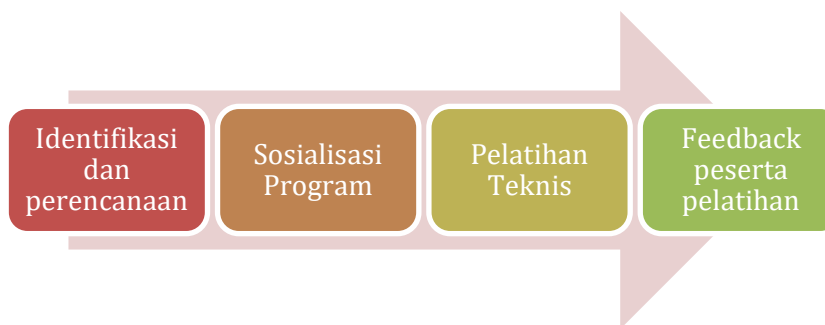 Identifikasi
dan
perencanaan
Sosialisasi
Program
Pelatihan
Teknis
Feedback
peserta
pelatihan